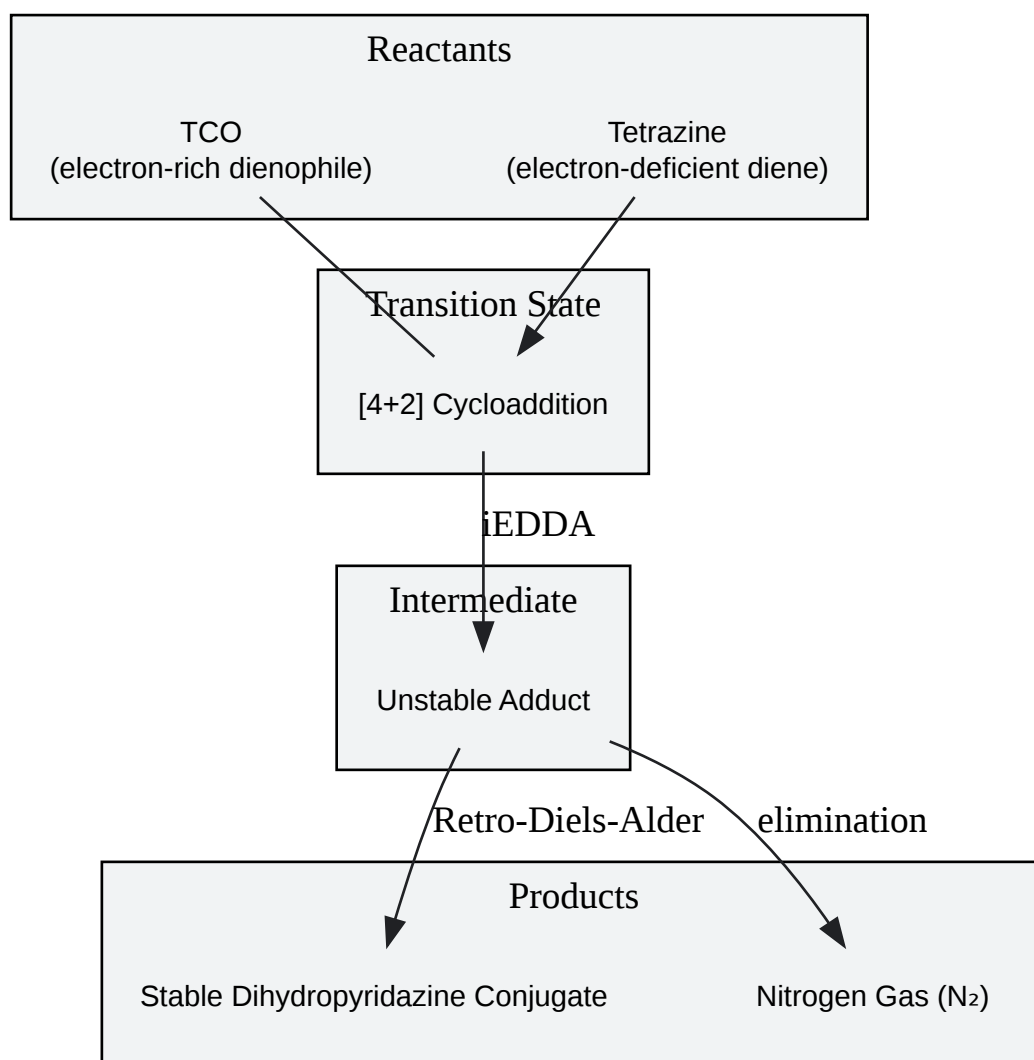 Reactants
TCO
(electron-rich dienophile)
Tetrazine
(electron-deficient diene)
Transition State
[4+2] Cycloaddition
iEDDA
Intermediate
Unstable Adduct
Retro-Diels-Alder
elimination
Products
Stable Dihydropyridazine Conjugate
Nitrogen Gas (N₂)